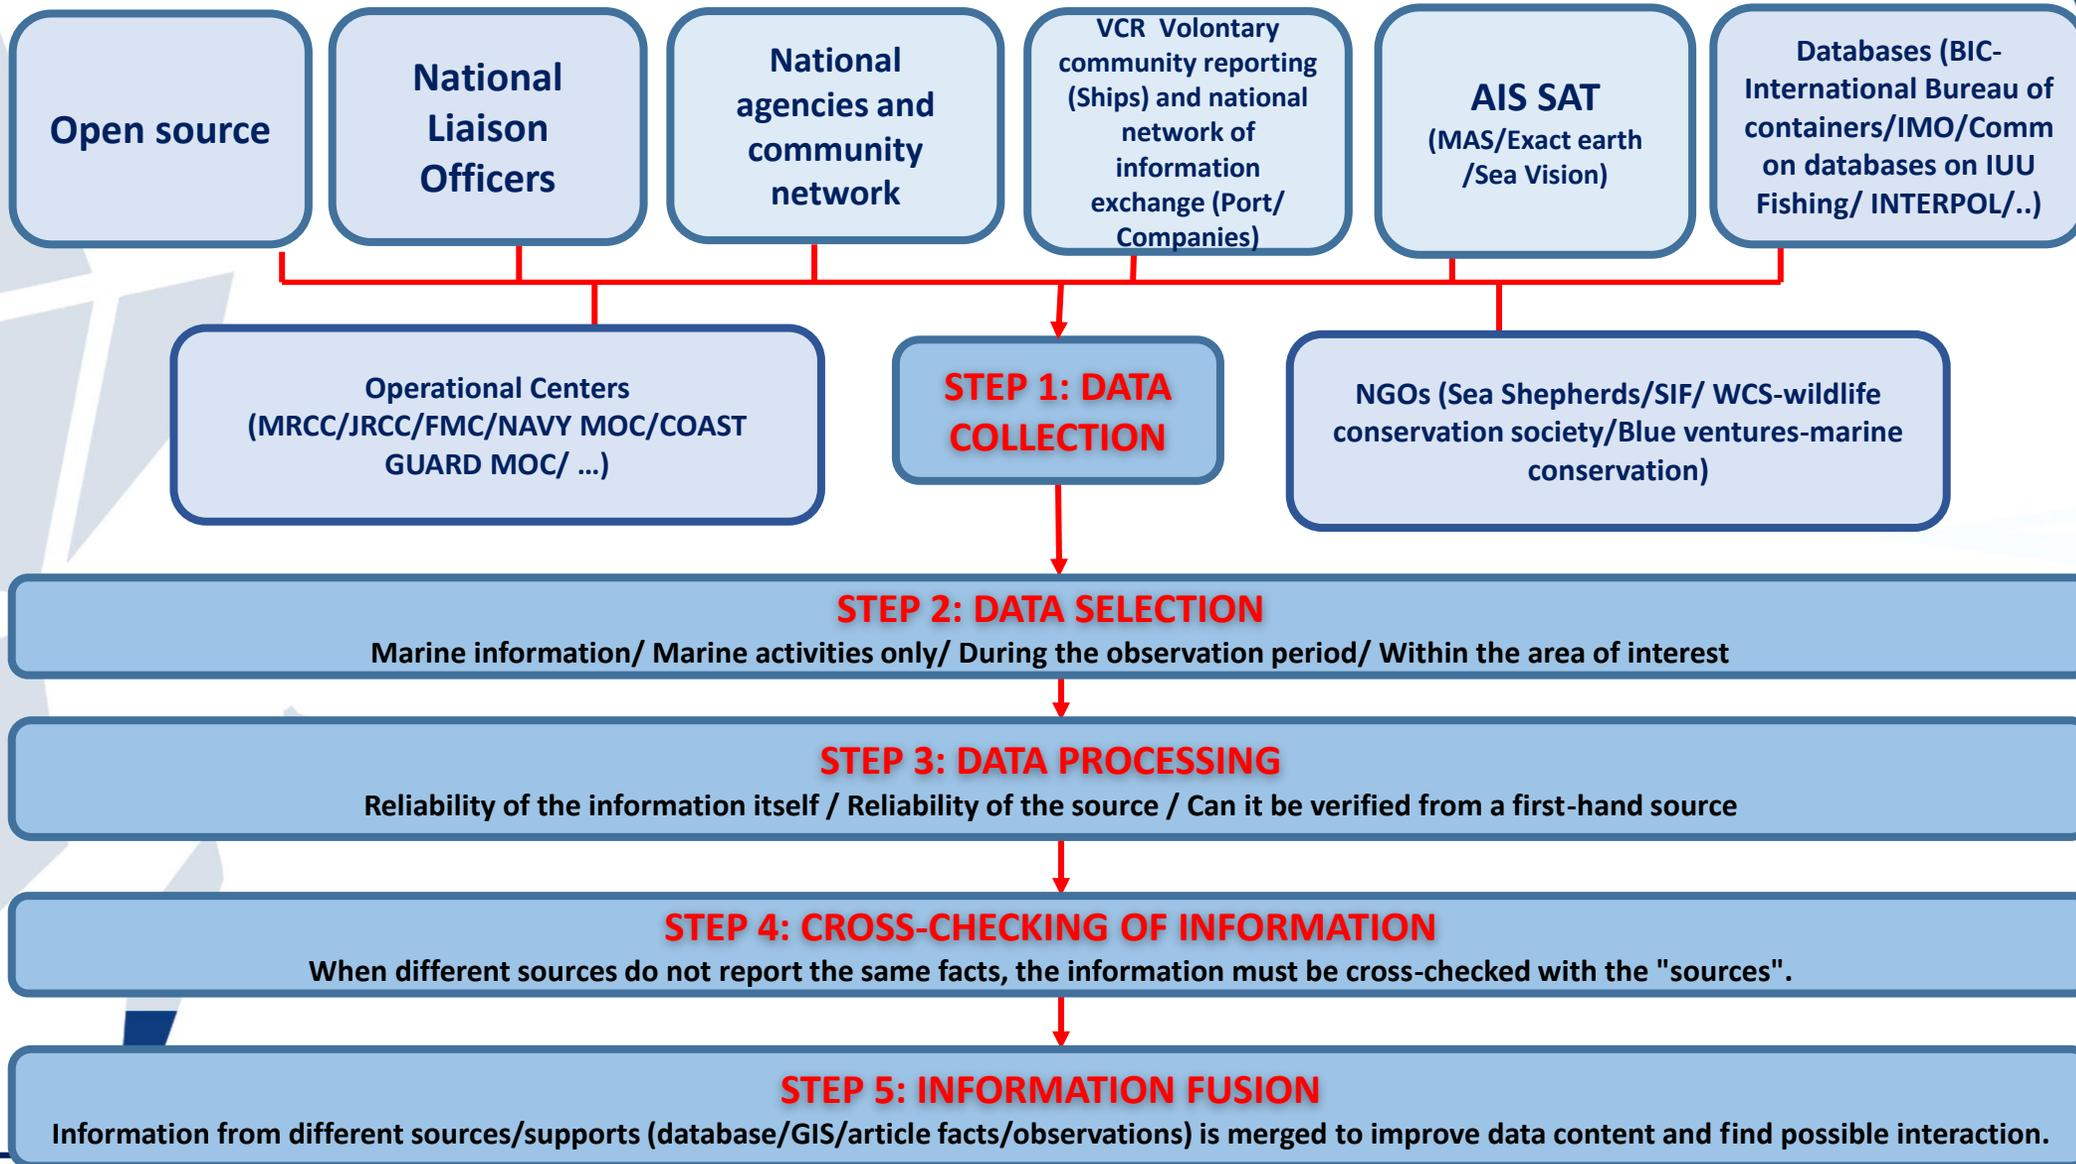 Open source
National
Liaison
Officers
National
agencies and
community
network
VCR  Volontary
community reporting
(Ships) and national
network of
information
exchange (Port/
Companies)
AIS SAT
(MAS/Exact earth
/Sea Vision)
Databases (BIC-
International Bureau of
containers/IMO/Comm
on databases on IUU
Fishing/ INTERPOL/..)
Operational Centers
(MRCC/JRCC/FMC/NAVY MOC/COAST
GUARD MOC/ …)
STEP 1: DATA
COLLECTION
NGOs (Sea Shepherds/SIF/ WCS-wildlife
conservation society/Blue ventures-marine
conservation)
STEP 2: DATA SELECTION
Marine information/ Marine activities only/ During the observation period/ Within the area of interest
STEP 3: DATA PROCESSING
Reliability of the information itself / Reliability of the source / Can it be verified from a first-hand source
STEP 4: CROSS-CHECKING OF INFORMATION
When different sources do not report the same facts, the information must be cross-checked with the "sources".
STEP 5: INFORMATION FUSION
Information from different sources/supports (database/GIS/article facts/observations) is merged to improve data content and find possible interaction.